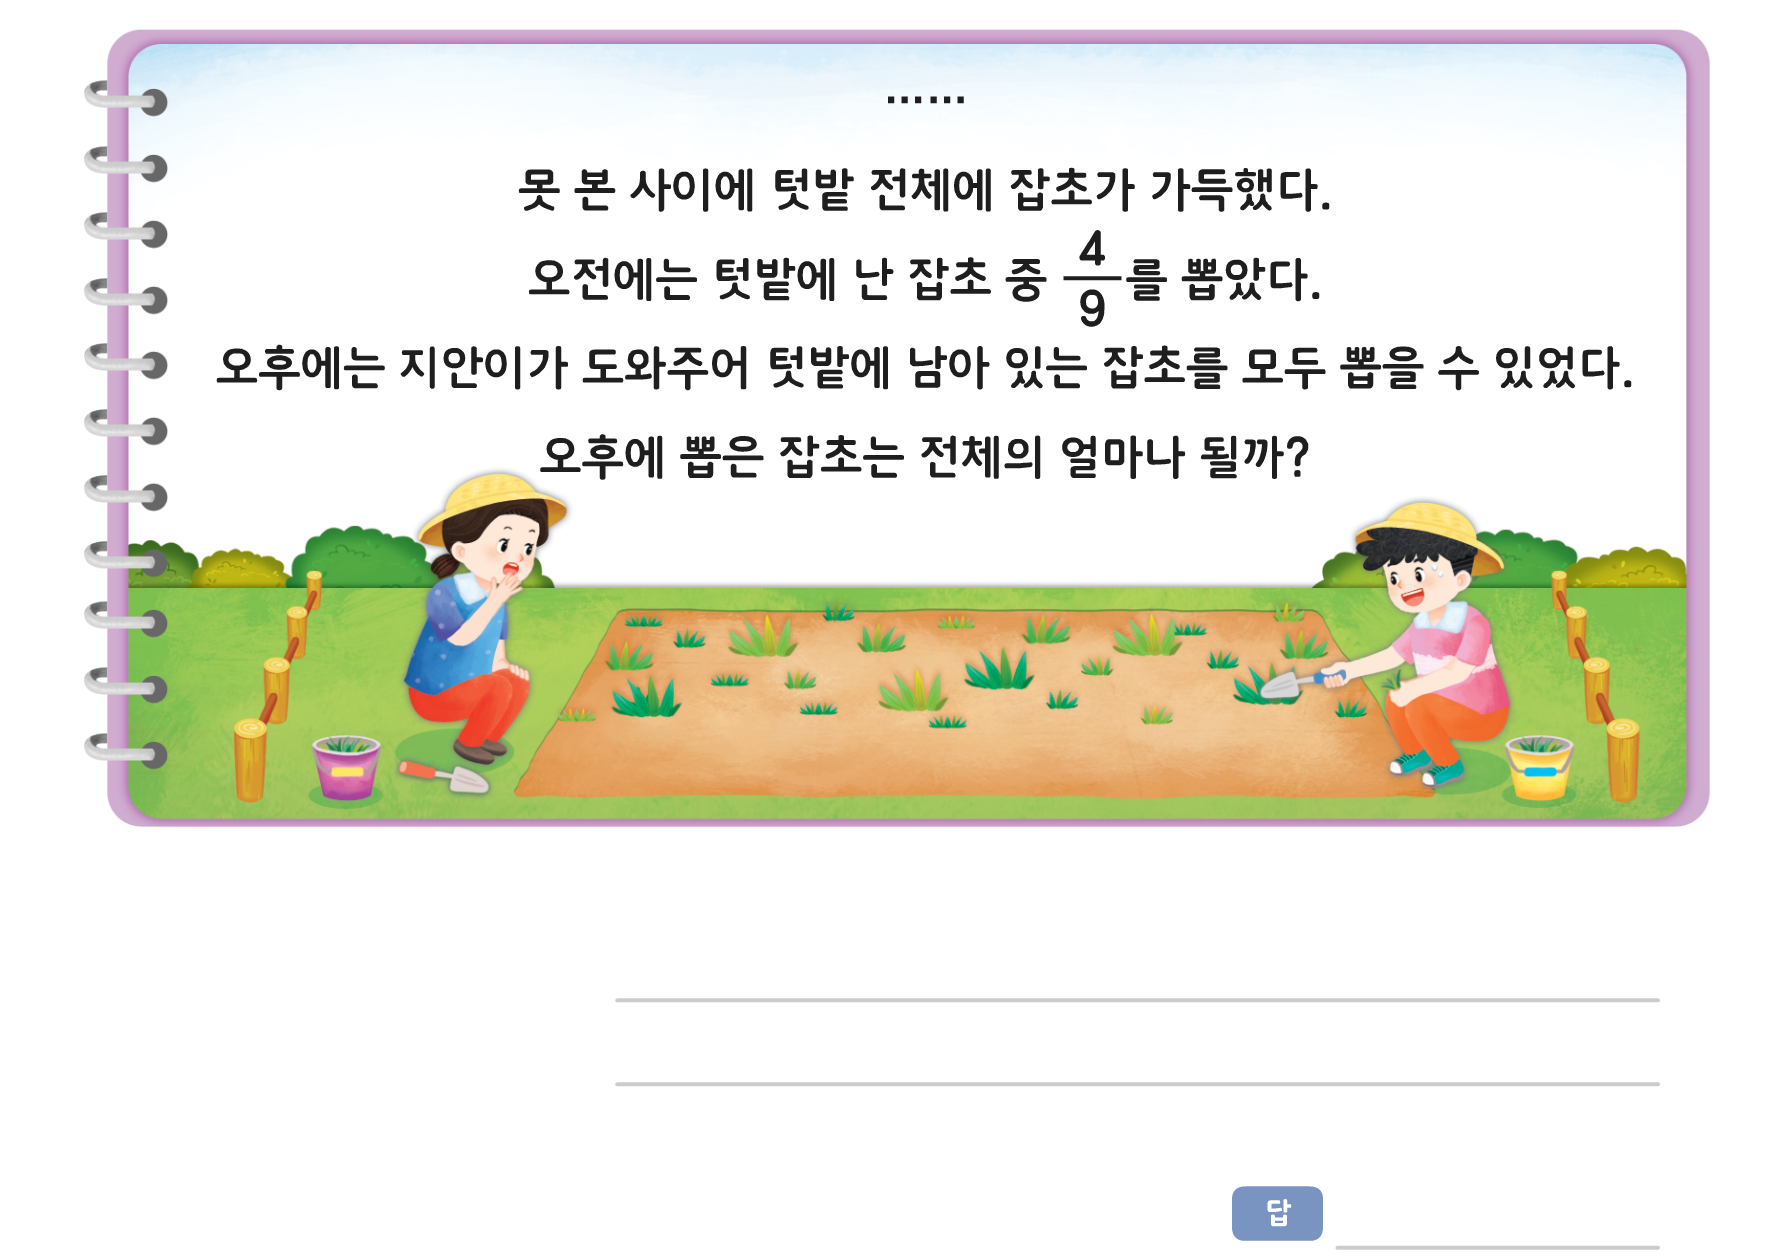 ……
못 본 사이에 텃밭 전체에 잡초가 가득했다.
오전에는 텃밭에 난 잡초 중 4/9를 뽑았다.
오후에는 지안이가 도와주어 텃밭에 남아 있는 잡초를 모두 뽑을 수 있었다.
오후에 뽑은 잡초는 전체의 얼마나 될까?
답